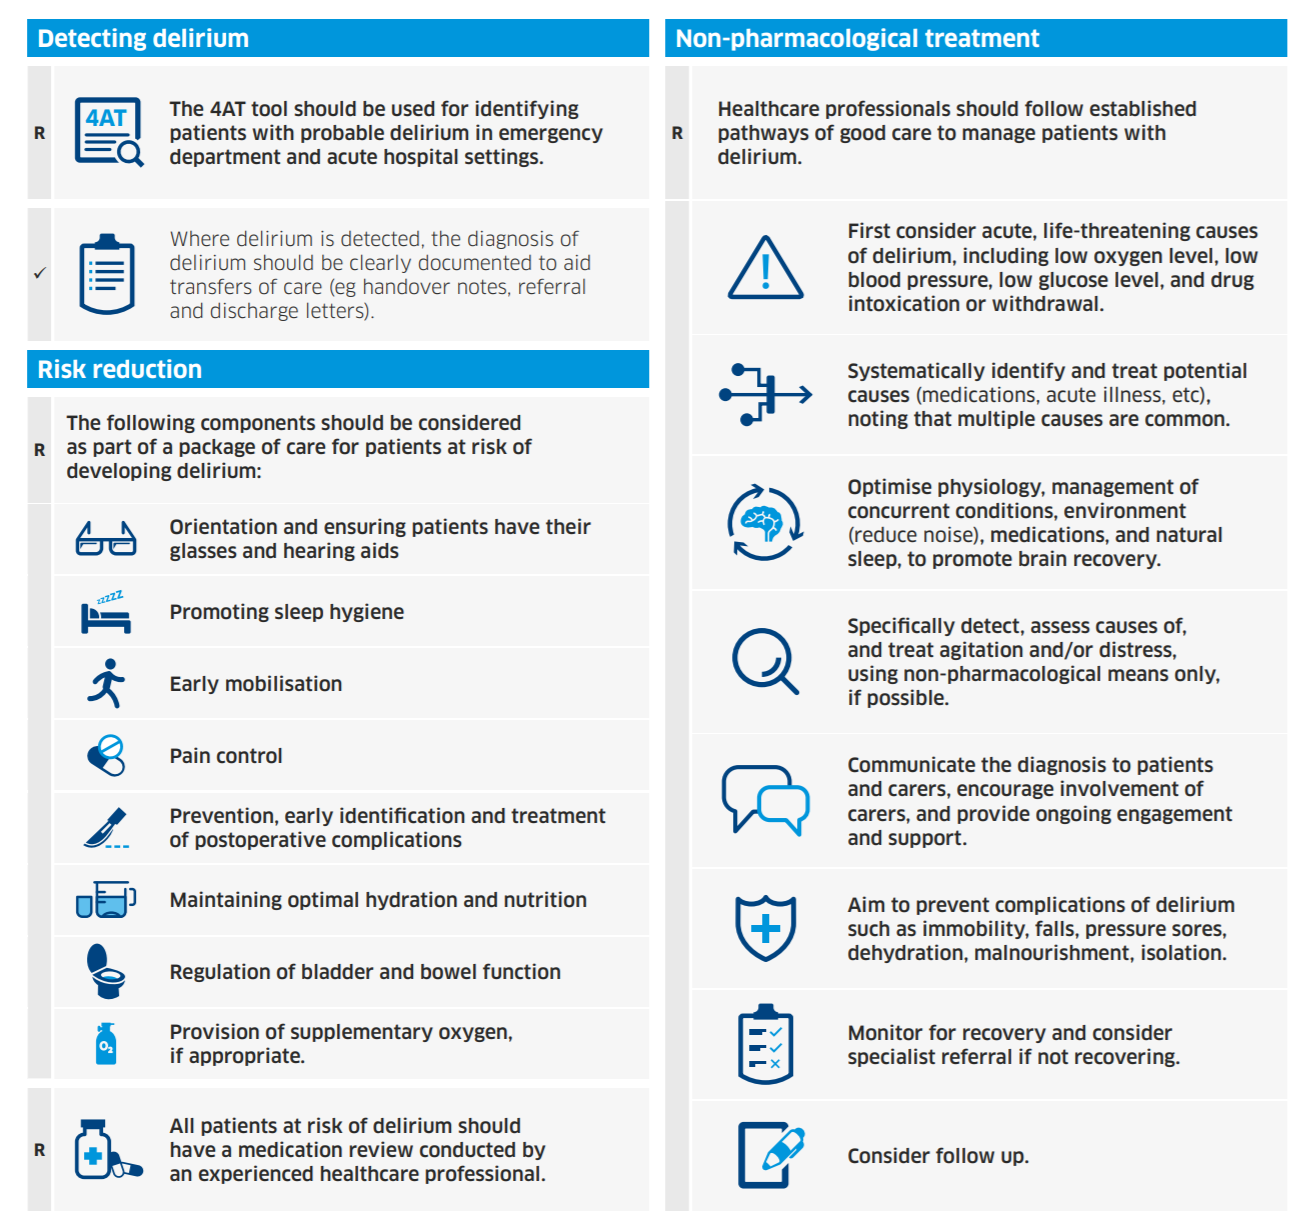 Detecting delirium
R
4AT
The 4AT tool should be used for identifying
patients with probable delirium in emergency
department and acute hospital settings.
✓
Where delirium is detected, the diagnosis of
delirium should be clearly documented to aid
transfers of care (eg handover notes, referral
and discharge letters).
Risk reduction
R
The following components should be considered
as part of a package of care for patients at risk of
developing delirium:
Orientation and ensuring patients have their
glasses and hearing aids
zzzzz
Promoting sleep hygiene
Early mobilisation
Pain control
Prevention, early identification and treatment
of postoperative complications
Maintaining optimal hydration and nutrition
Regulation of bladder and bowel function
O₂
Provision of supplementary oxygen,
if appropriate.
R
All patients at risk of delirium should
have a medication review conducted by
an experienced healthcare professional.
Non-pharmacological treatment
R
Healthcare professionals should follow established
pathways of good care to manage patients with
delirium.
!
First consider acute, life-threatening causes
of delirium, including low oxygen level, low
blood pressure, low glucose level, and drug
intoxication or withdrawal.
Systematically identify and treat potential
causes (medications, acute illness, etc),
noting that multiple causes are common.
Optimise physiology, management of
concurrent conditions, environment
(reduce noise), medications, and natural
sleep, to promote brain recovery.
Specifically detect, assess causes of,
and treat agitation and/or distress,
using non-pharmacological means only,
if possible.
Communicate the diagnosis to patients
and carers, encourage involvement of
carers, and provide ongoing engagement
and support.
Aim to prevent complications of delirium
such as immobility, falls, pressure sores,
dehydration, malnourishment, isolation.
Monitor for recovery and consider
specialist referral if not recovering.
Consider follow up.